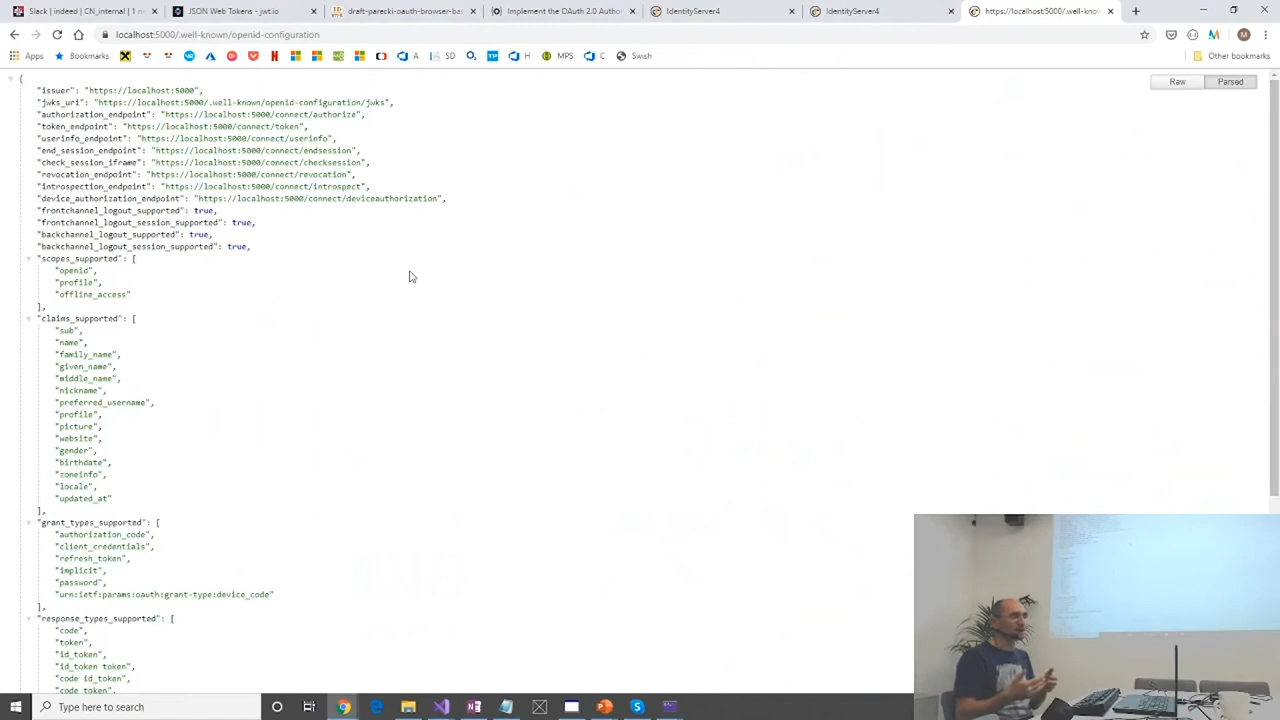 Slack | indeed | CN_internal | 1 n
JSON Web Tokens - jwt.io
draft-parecki-oauth-browser-ba
Implement the OAuth 2.0 Author
IdentityServer4
IdentityServer4
https://localhost:5000/.well-know
localhost:5000/.well-known/openid-configuration
Apps
Bookmarks
A
SD
H
MPS
C
Swish
Other bookmarks
Raw
Parsed
{
"issuer": "https://localhost:5000",
"jwks_uri": "https://localhost:5000/.well-known/openid-configuration/jwks",
"authorization_endpoint": "https://localhost:5000/connect/authorize",
"token_endpoint": "https://localhost:5000/connect/token",
"userinfo_endpoint": "https://localhost:5000/connect/userinfo",
"end_session_endpoint": "https://localhost:5000/connect/endsession",
"check_session_iframe": "https://localhost:5000/connect/checksession",
"revocation_endpoint": "https://localhost:5000/connect/revocation",
"introspection_endpoint": "https://localhost:5000/connect/introspect",
"device_authorization_endpoint": "https://localhost:5000/connect/deviceauthorization",
"frontchannel_logout_supported": true,
"frontchannel_logout_session_supported": true,
"backchannel_logout_supported": true,
"backchannel_logout_session_supported": true,
"scopes_supported": [
"openid",
"profile",
"offline_access"
],
"claims_supported": [
"sub",
"name",
"family_name",
"given_name",
"middle_name",
"nickname",
"preferred_username",
"profile",
"picture",
"website",
"gender",
"birthdate",
"zoneinfo",
"locale",
"updated_at"
],
"grant_types_supported": [
"authorization_code",
"client_credentials",
"refresh_token",
"implicit",
"password",
"urn:ietf:params:oauth:grant-type:device_code"
],
"response_types_supported": [
"code",
"token",
"id_token",
"id_token token",
"code id_token",
"code token",
Type here to search